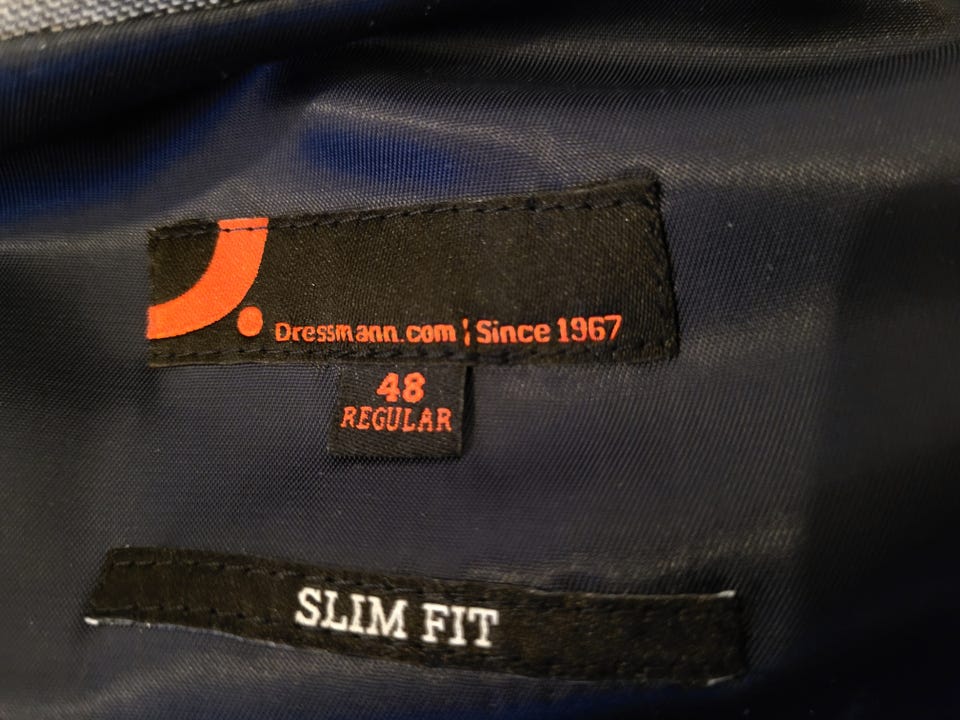 Dressmann.com ¦ Since 1967
48
REGULAR
SLIM FIT